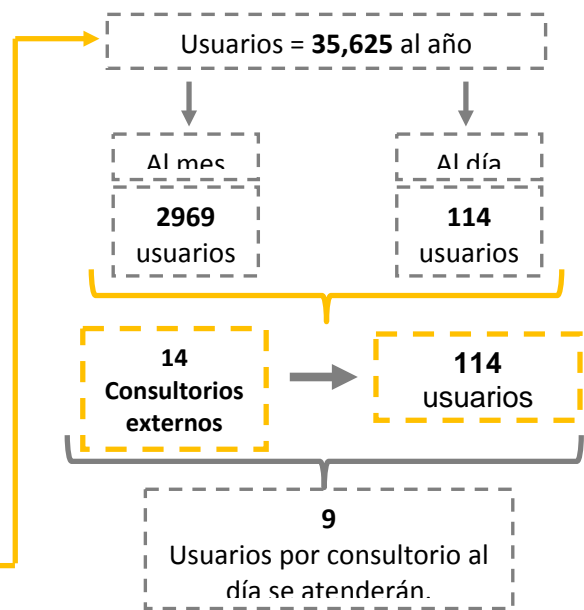 Usuarios = 35,625 al año
Al mes
Al día
2969
usuarios
114
usuarios
14
Consultorios
externos
114
usuarios
9
Usuarios por consultorio al
día se atenderán.